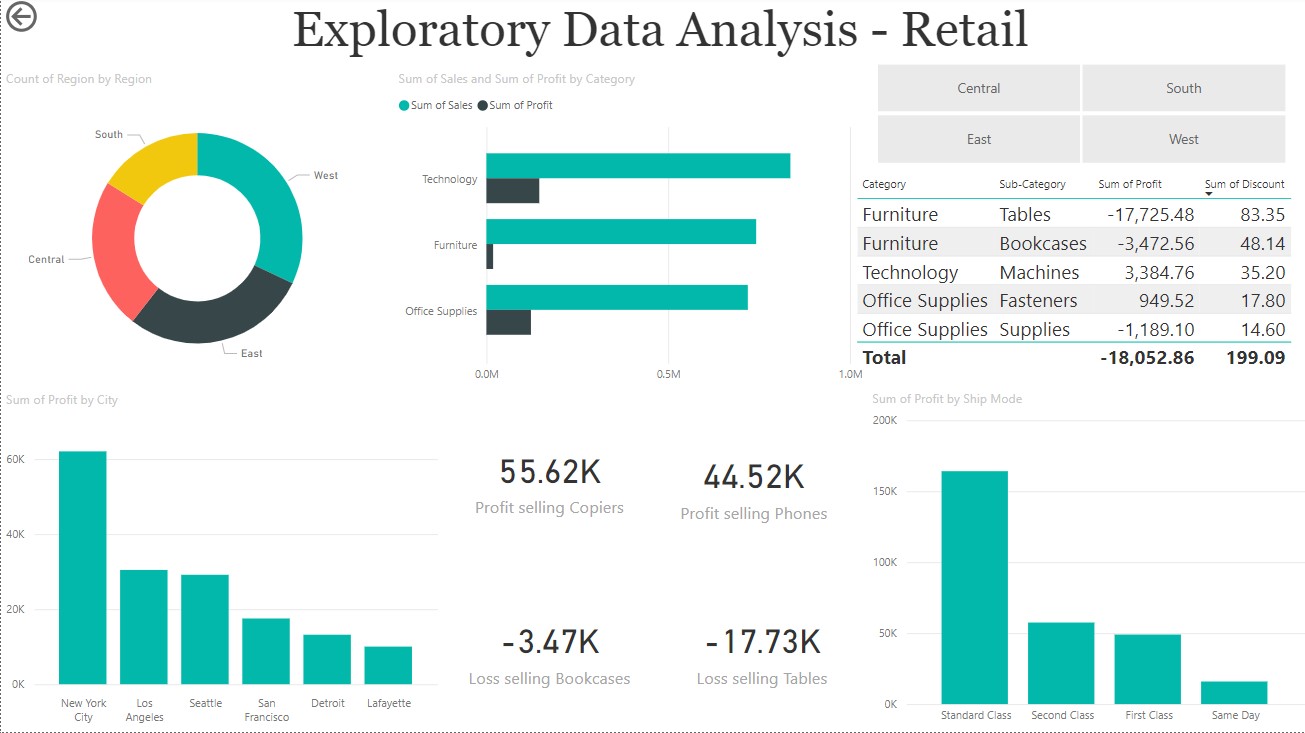 Exploratory Data Analysis - Retail
Count of Region by Region
South
West
Central
East
Sum of Sales and Sum of Profit by Category
Sum of Sales Sum of Profit
Technology
Furniture
Office Supplies
0.0M 0.5M 1.0M
Central South
East West
Category Sub-Category Sum of Profit Sum of Discount
Furniture Tables -17,725.48 83.35
Furniture Bookcases -3,472.56 48.14
Technology Machines 3,384.76 35.20
Office Supplies Fasteners 949.52 17.80
Office Supplies Supplies -1,189.10 14.60
Total -18,052.86 199.09
Sum of Profit by City
60K
40K
20K
0K
New York
City
Los
Angeles
Seattle
San
Francisco
Detroit
Lafayette
55.62K
Profit selling Copiers
44.52K
Profit selling Phones
-3.47K
Loss selling Bookcases
-17.73K
Loss selling Tables
Sum of Profit by Ship Mode
200K
150K
100K
50K
0K
Standard Class Second Class First Class Same Day